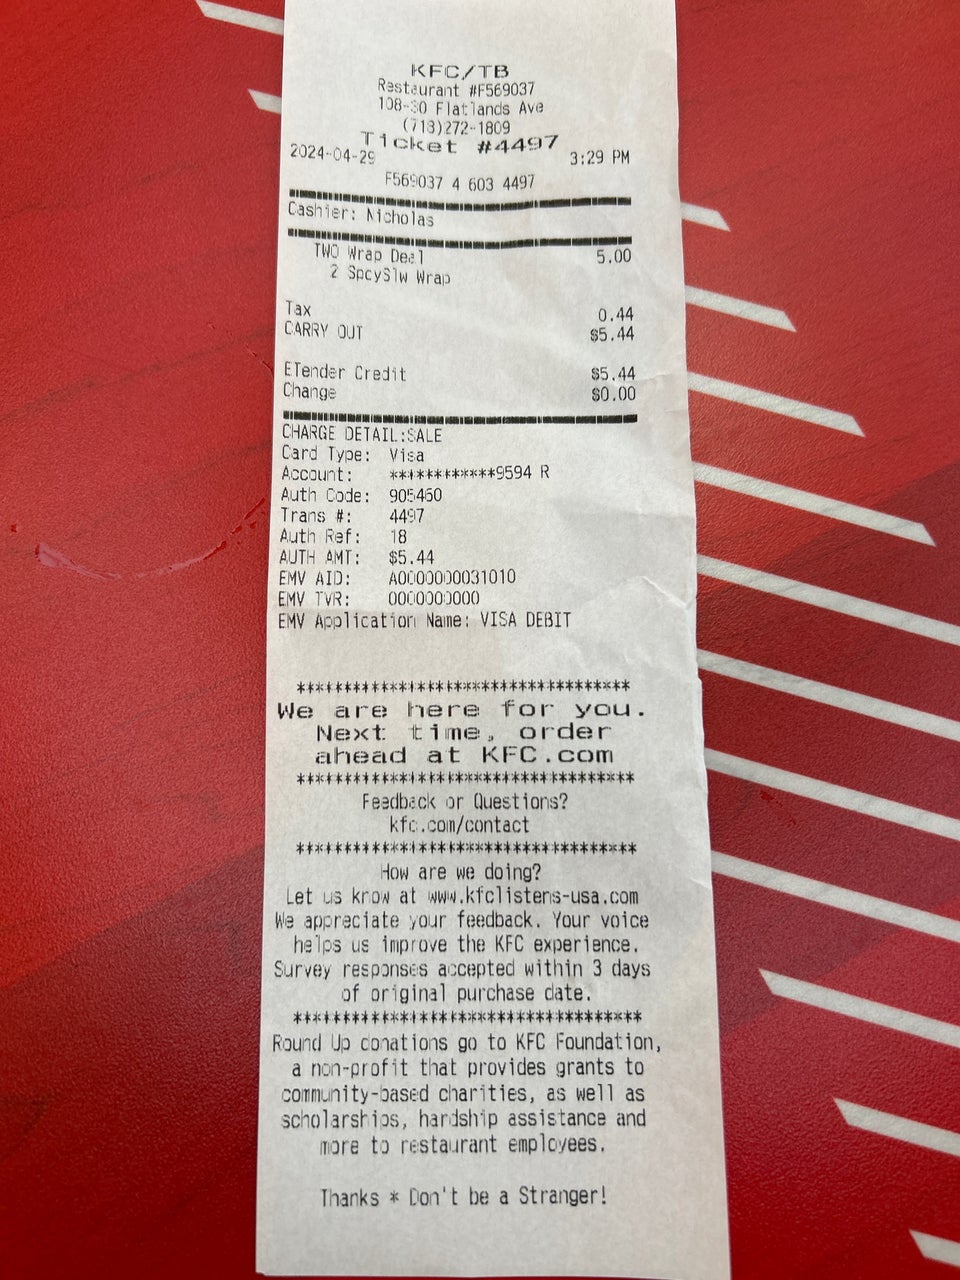 KFC/TB
Restaurant #F569037
108-30 Flatlands Ave
(718)272-1809
Ticket #4497
2024-04-29 3:29 PM
F569037 4 603 4497
Cashier: Nicholas
TWO Wrap Deal 5.00
2 SpcySlw Wrap
Tax 0.44
CARRY OUT $5.44
ETender Credit $5.44
Change $0.00
CHARGE DETAIL:SALE
Card Type: Visa
Account: ************9594 R
Auth Code: 905460
Trans #: 4497
Auth Ref: 18
AUTH AMT: $5.44
EMV AID: A0000000031010
EMV TVR: 0000000000
EMV Application Name: VISA DEBIT
************************************
We are here for you.
Next time, order
ahead at KFC.com
************************************
Feedback or Questions?
kfc.com/contact
************************************
How are we doing?
Let us know at www.kfclistens-usa.com
We appreciate your feedback. Your voice
helps us improve the KFC experience.
Survey responses accepted within 3 days
of original purchase date.
************************************
Round Up donations go to KFC Foundation,
a non-profit that provides grants to
community-based charities, as well as
scholarships, hardship assistance and
more to restaurant employees.
Thanks * Don't be a Stranger!